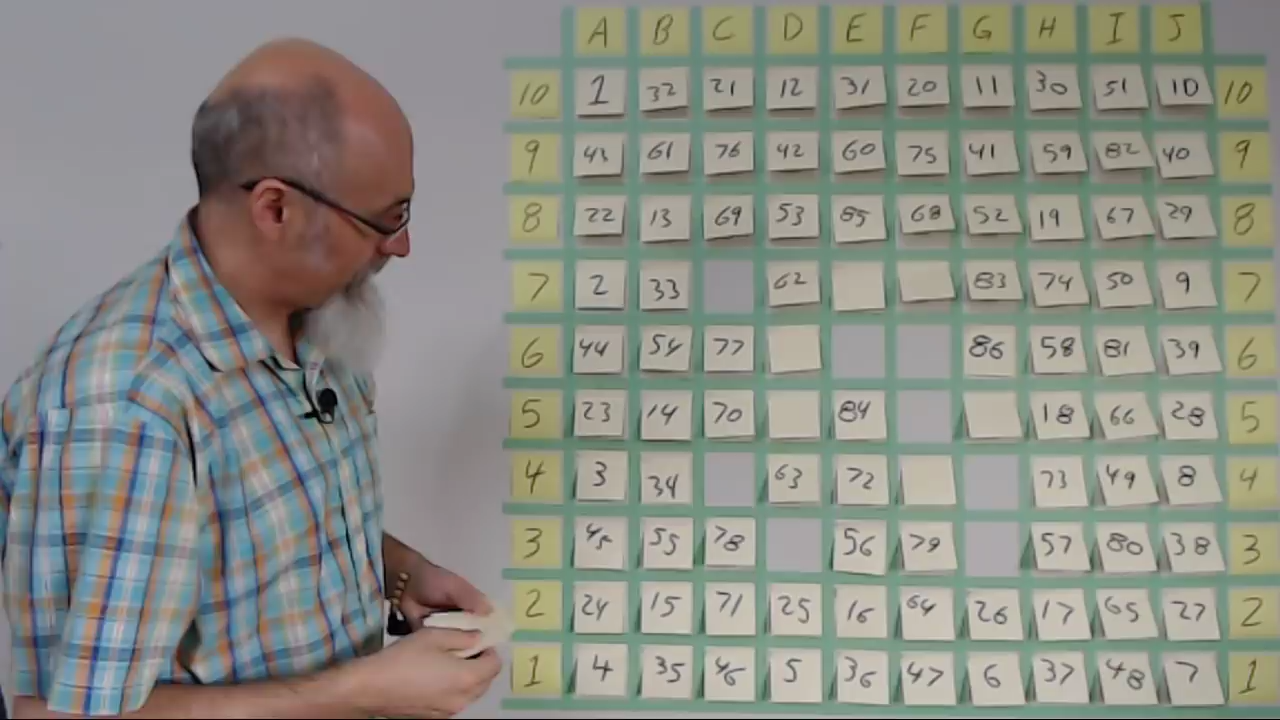 A B C D E F G H I J
10 1 32 21 12 31 20 11 30 51 10 10
9 43 61 76 42 60 75 41 59 82 40 9
8 22 13 69 53 85 68 52 19 67 29 8
7 2 33 62 83 74 50 9 7
6 44 54 77 86 58 81 39 6
5 23 14 70 84 18 66 28 5
4 3 34 63 72 73 49 8 4
3 45 55 78 56 79 57 80 38 3
2 24 15 71 25 16 64 26 17 65 27 2
1 4 35 46 5 36 47 6 37 48 7 1